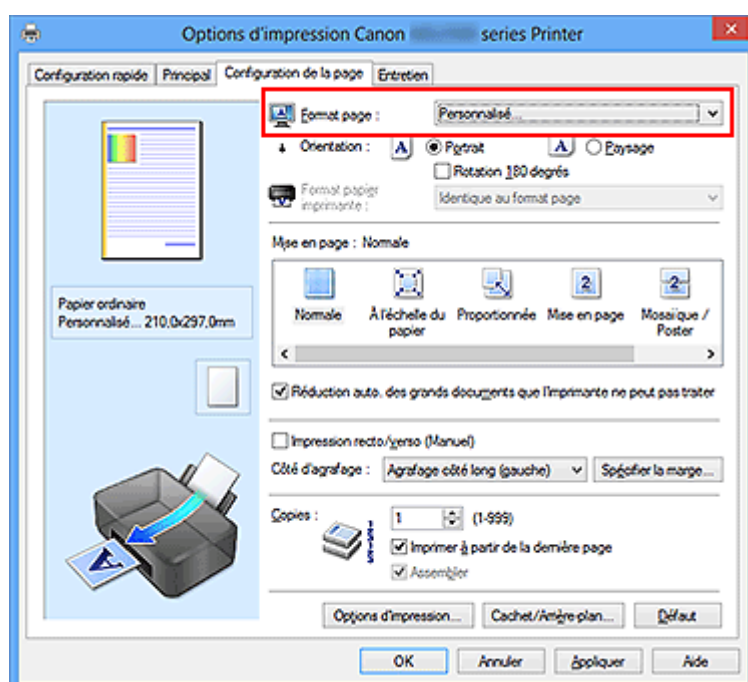 Options d'impression Canon series Printer
Configuration rapide Principal Configuration de la page Entretien
Format page : Personnalisé...
Orientation : A Portrait A Paysage
Rotation 180 degrés
Format papier imprimante : Identique au format page
Mise en page : Normale
Normale À l'échelle du papier Proportionnée Mise en page Mosaïque / Poster
Papier ordinaire
Personnalisé... 210,0x297,0mm
Réduction auto. des grands documents que l'imprimante ne peut pas traiter
Impression recto/verso (Manuel)
Côté d'agrafage : Agrafage côté long (gauche) Spécifier la marge...
Copies : 1 (1-999)
Imprimer à partir de la dernière page
Assembler
Options d'impression... Cachet/Arrière-plan... Défaut
OK Annuler Appliquer Aide